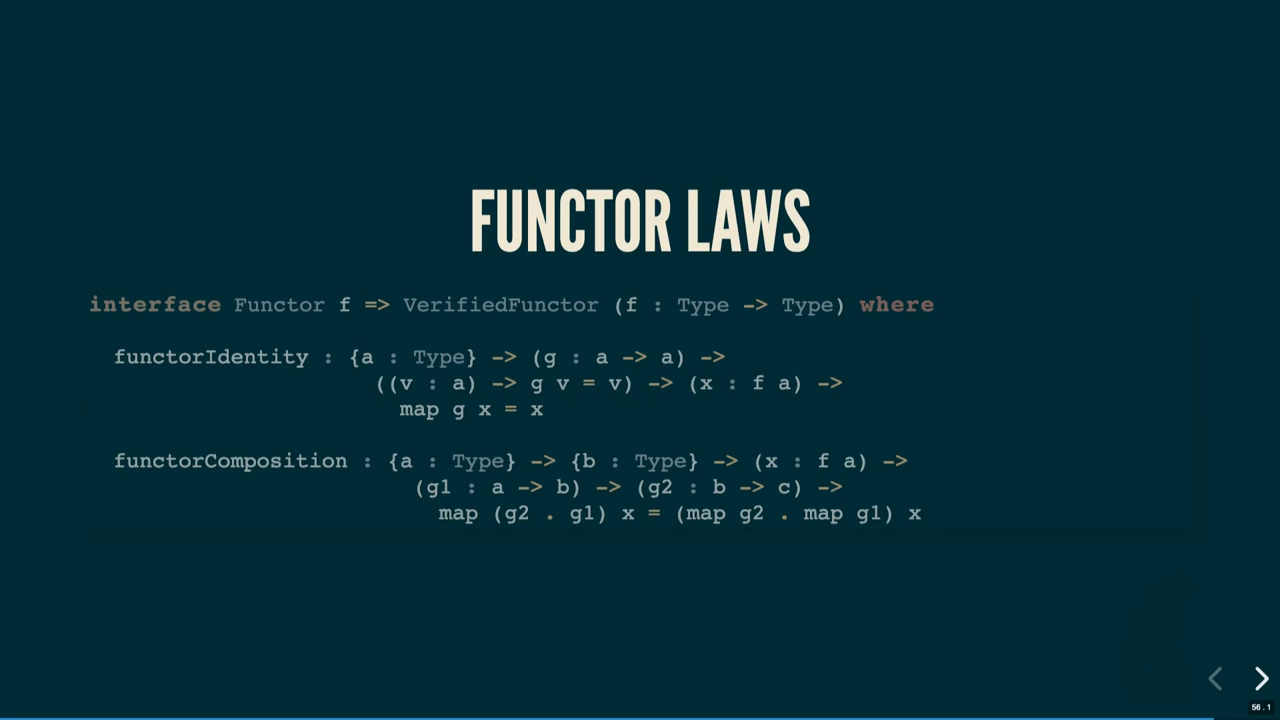 FUNCTOR LAWS
interface Functor f => VerifiedFunctor (f : Type -> Type) where
functorIdentity : {a : Type} -> (g : a -> a) ->
((v : a) -> g v = v) -> (x : f a) ->
map g x = x
functorComposition : {a : Type} -> {b : Type} -> (x : f a) ->
(g1 : a -> b) -> (g2 : b -> c) ->
map (g2 . g1) x = (map g2 . map g1) x
56.1